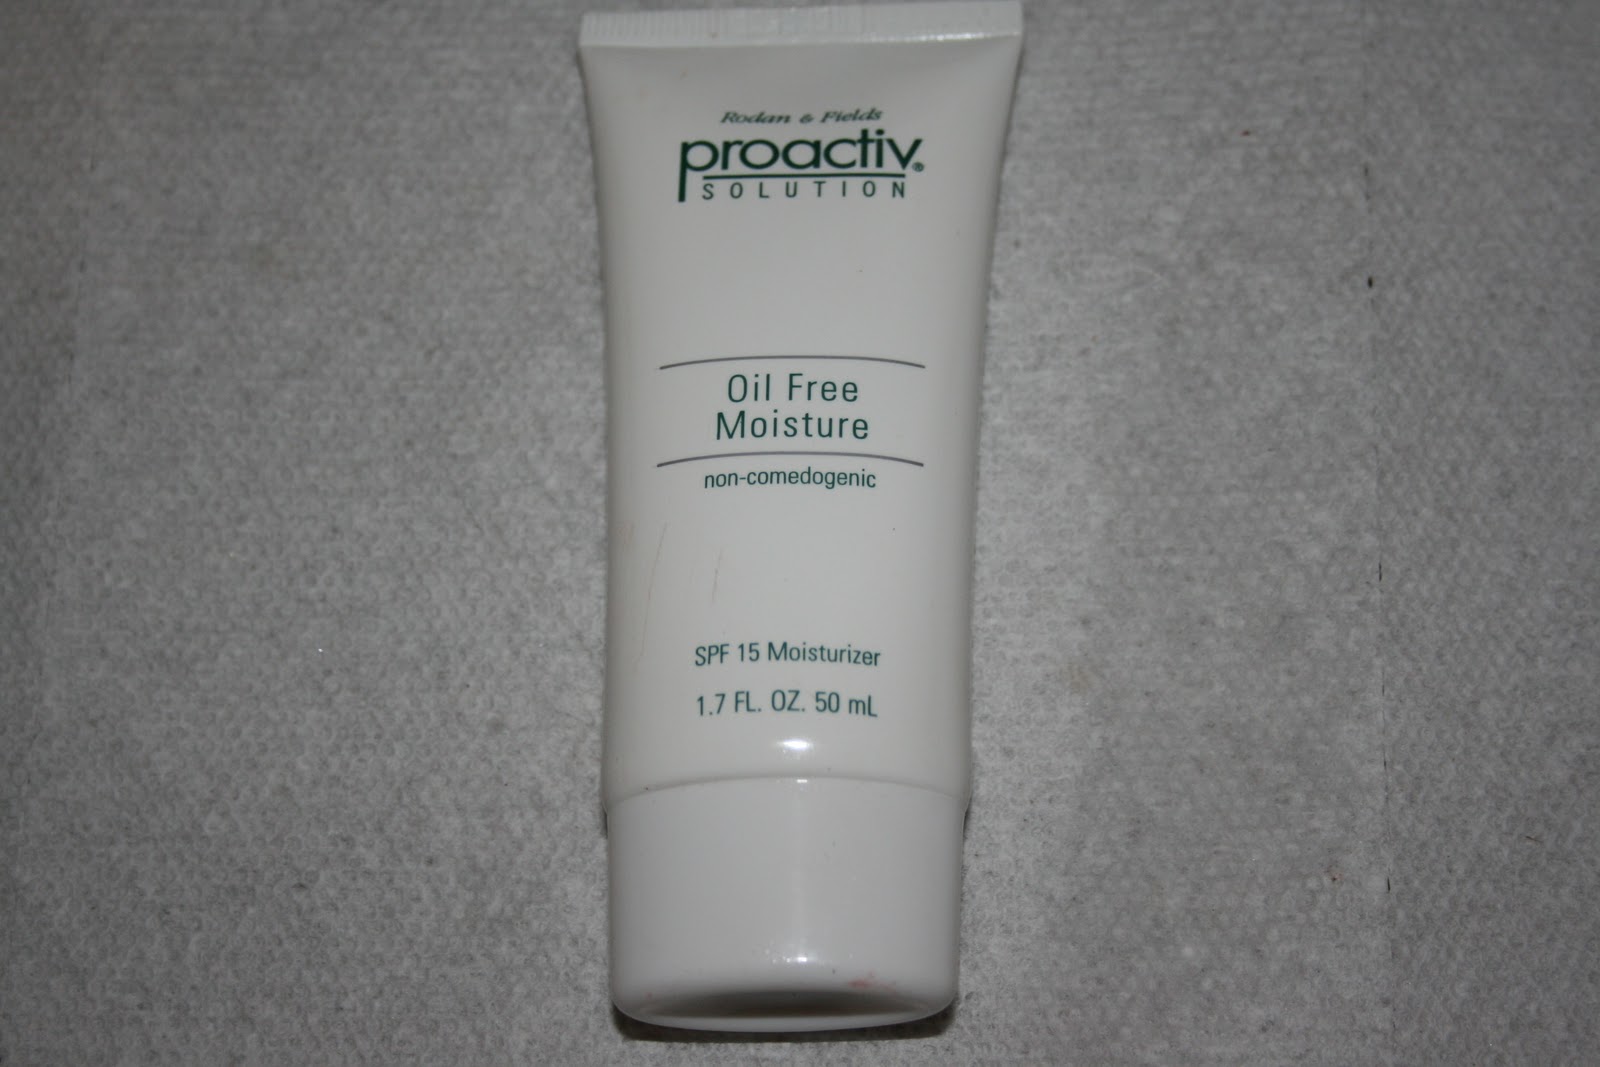 Rodan & Fields
proactiv®
SOLUTION
Oil Free
Moisture
non-comedogenic
SPF 15 Moisturizer
1.7 FL. OZ. 50 mL